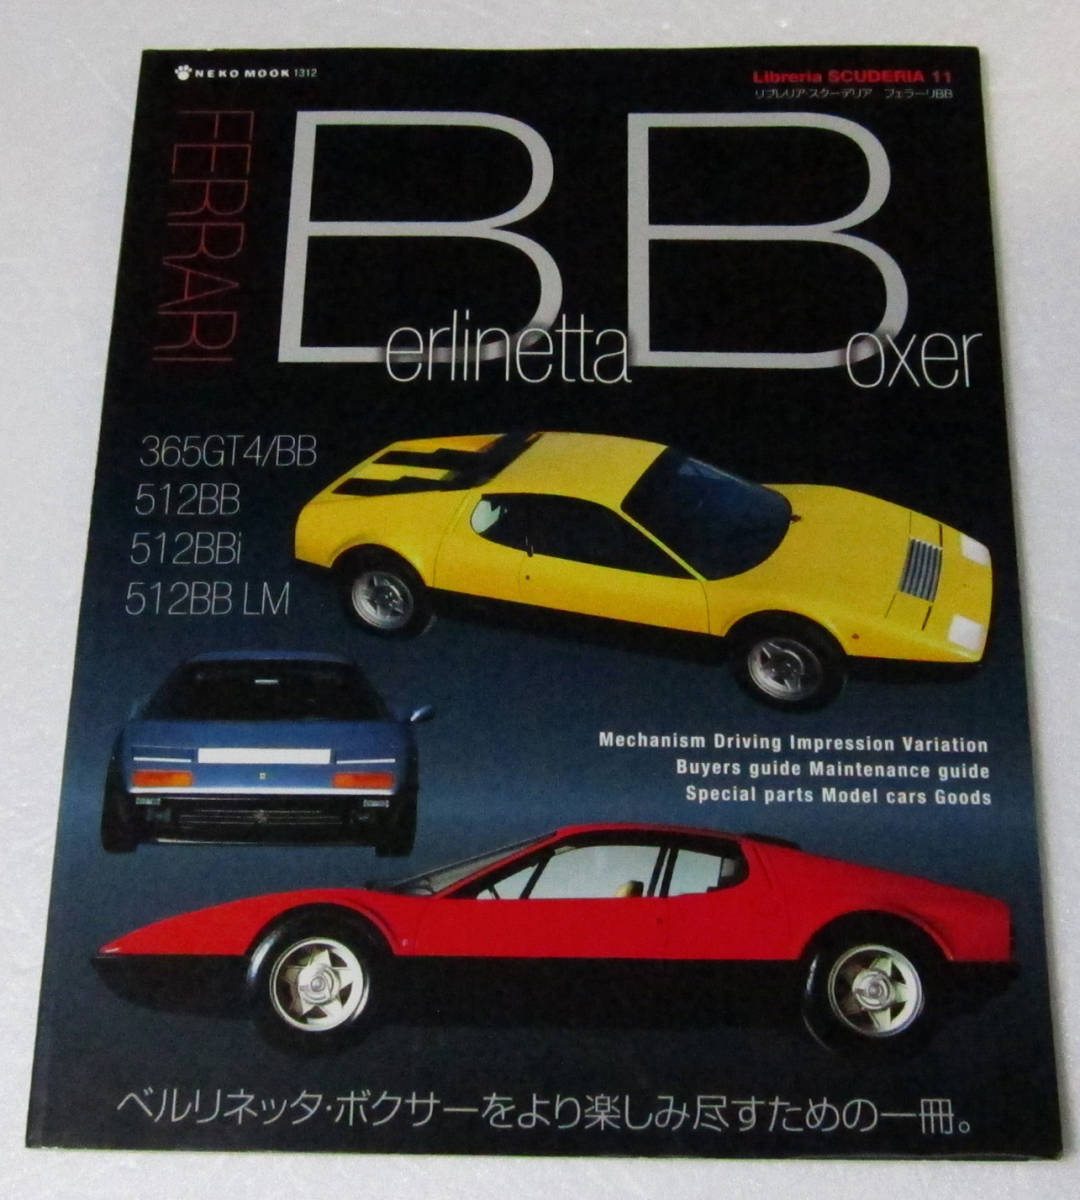 NEKO MOOK 1312
Libreria SCUDERIA 11
リブレリア・スクーデリア フェラーリBB
FERRARI
Berlinetta Boxer
365GT4/BB
512BB
512BBi
512BB LM
Mechanism Driving Impression Variation
Buyers guide Maintenance guide
Special parts Model cars Goods
ベルリネッタ・ボクサーをより楽しみ尽すための一冊。